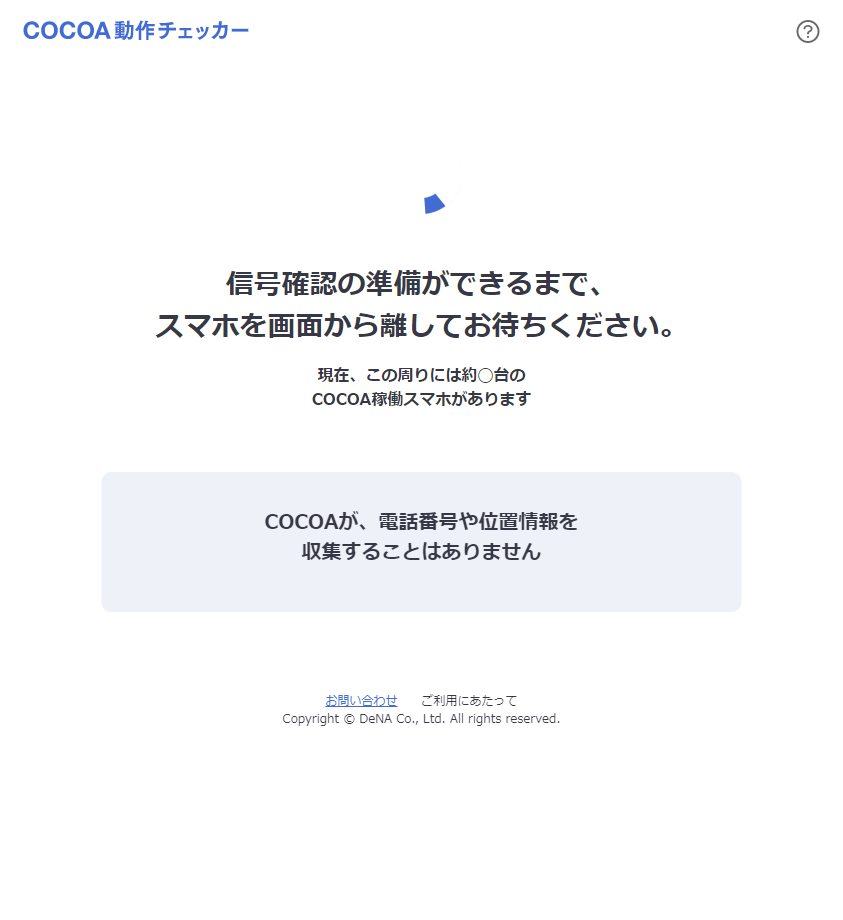 COCOA動作チェッカー
?
信号確認の準備ができるまで、
スマホを画面から離してお待ちください。
現在、この周りには約◯台の
COCOA稼働スマホがあります
COCOAが、電話番号や位置情報を
収集することはありません
お問い合わせ ご利用にあたって
Copyright © DeNA Co., Ltd. All rights reserved.